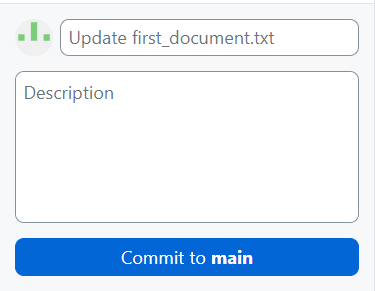 Update first_document.txt
Description
Commit to main